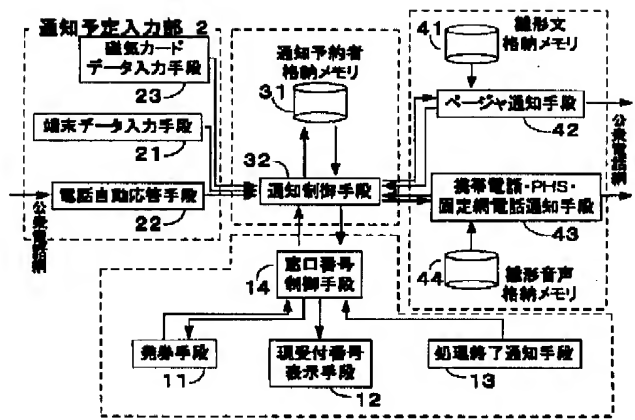 通知予定入力部 2
磁気カード
データ入力手段
23
端末データ入力手段
21
電話自動応答手段
22
公衆電話網
通知予約者
格納メモリ
31
32
通知制御手段
41
雛形文
格納メモリ
ページャ通知手段
42
公衆電話網
携帯電話・PHS・
固定網電話通知手段
43
44
雛形音声
格納メモリ
14
窓口番号
制御手段
発券手段
11
現受付番号
表示手段
12
処理終了通知手段
13